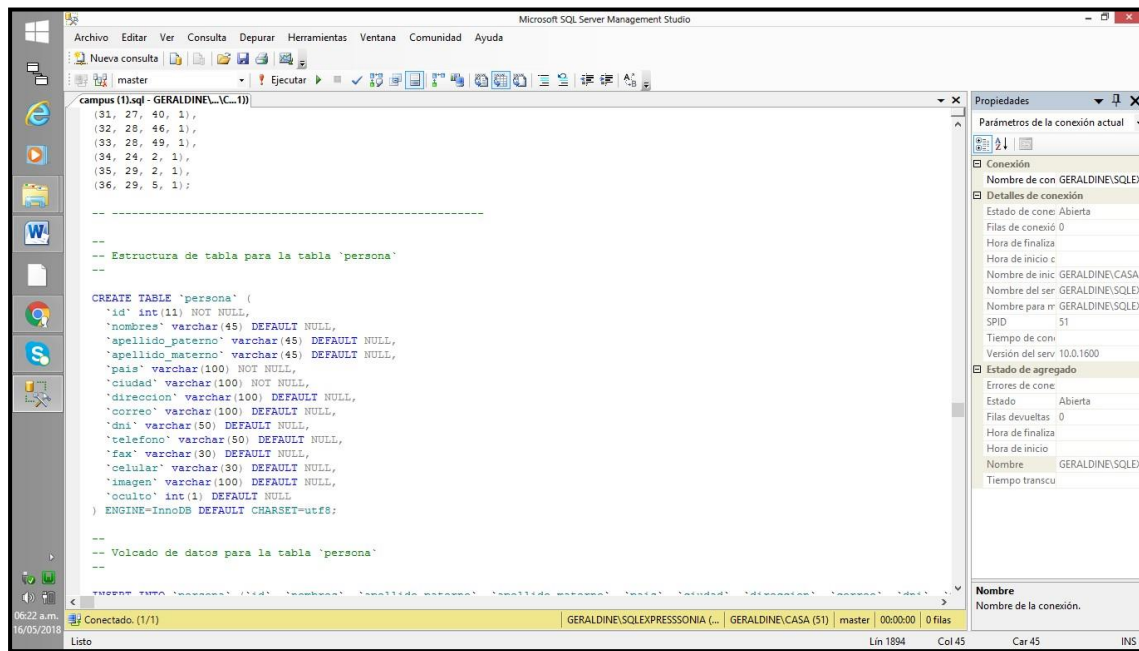 Microsoft SQL Server Management Studio
Archivo Editar Ver Consulta Depurar Herramientas Ventana Comunidad Ayuda
Nueva consulta
master Ejecutar
campus (1).sql - GERALDINE\...\C...1))
(31, 27, 40, 1),
(32, 28, 46, 1),
(33, 28, 49, 1),
(34, 24, 2, 1),
(35, 29, 2, 1),
(36, 29, 5, 1);
-- --------------------------------------------------------
--
-- Estructura de tabla para la tabla `persona`
--
CREATE TABLE `persona` (
`id` int(11) NOT NULL,
`nombres` varchar(45) DEFAULT NULL,
`apellido_paterno` varchar(45) DEFAULT NULL,
`apellido_materno` varchar(45) DEFAULT NULL,
`pais` varchar(100) NOT NULL,
`ciudad` varchar(100) NOT NULL,
`direccion` varchar(100) DEFAULT NULL,
`correo` varchar(100) DEFAULT NULL,
`dni` varchar(50) DEFAULT NULL,
`telefono` varchar(50) DEFAULT NULL,
`fax` varchar(30) DEFAULT NULL,
`celular` varchar(30) DEFAULT NULL,
`imagen` varchar(100) DEFAULT NULL,
`oculto` int(1) DEFAULT NULL
) ENGINE=InnoDB DEFAULT CHARSET=utf8;
--
-- Volcado de datos para la tabla `persona`
--
INSERT INTO `persona` (`id`, `nombres`, `apellido_paterno`, `apellido_materno`, `pais`, `ciudad`, `direccion`, `correo`, `dni`,
Conectado. (1/1) GERALDINE\SQLEXPRESSSONIA (... GERALDINE\CASA (51) master 00:00:00 0 filas
Listo Lín 1894 Col 45 Car 45 INS
Propiedades
Parámetros de la conexión actual
Conexión
Nombre de con GERALDINE\SQLEX
Detalles de conexión
Estado de cone Abierta
Filas de conexió 0
Hora de finaliza
Hora de inicio c
Nombre de inic GERALDINE\CASA
Nombre del ser GERALDINE\SQLEX
Nombre para m GERALDINE\SQLEX
SPID 51
Tiempo de con
Versión del serv 10.0.1600
Estado de agregado
Errores de cone
Estado Abierta
Filas devueltas 0
Hora de finaliza
Hora de inicio
Nombre GERALDINE\SQLEX
Tiempo transcu
Nombre
Nombre de la conexión.
06:22 a.m.
16/05/2018